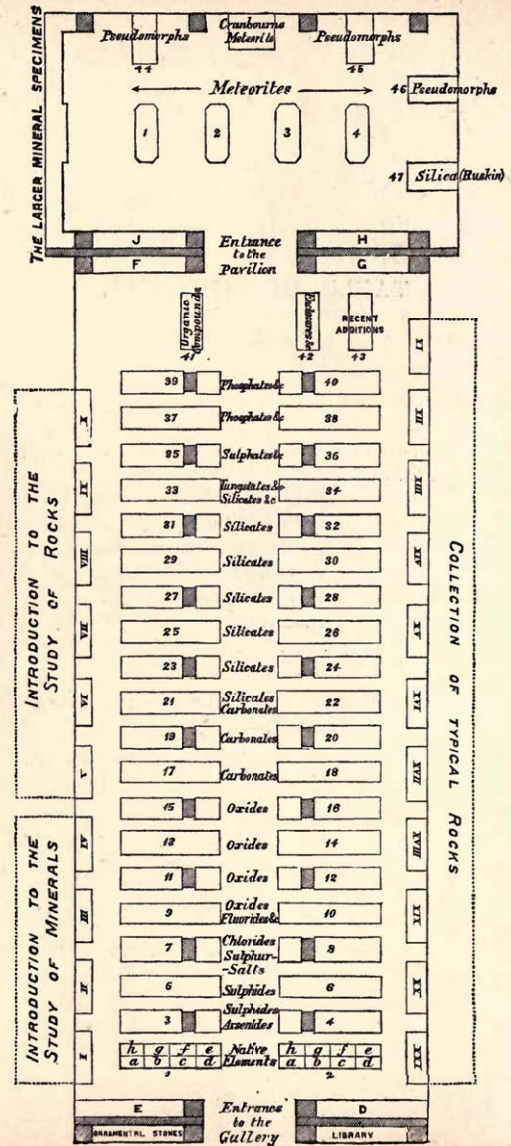 THE LARGER MINERAL SPECIMENS
Pseudomorphs
44
Cranbourne
Meteorite
Pseudomorphs
45
Meteorites
46 Pseudomorphs
1 2 3 4
47 Silica (Ruskin)
J Entrance H
F to the G
Pavilion
Organic
Compounds
41
42
RECENT
ADDITIONS
43
39 Phosphates &c 40
37 Phosphates &c 38
35 Sulphates &c 36
33 Tungstates &c 34
Silicates &c
31 Silicates 32
29 Silicates 30
27 Silicates 28
25 Silicates 26
23 Silicates 24
21 Silicates 22
Carbonates
19 Carbonates 20
17 Carbonates 18
15 Oxides 16
13 Oxides 14
11 Oxides 12
9 Oxides 10
Fluorides &c
7 Chlorides 8
Sulphur-
-Salts
5 Sulphides 6
3 Sulphides 4
Arsenides
h g f e Native h g f e
a b c d Elements a b c d
1 2
E Entrance D
to the
Gallery
ORNAMENTAL STONES
LIBRARY
INTRODUCTION TO THE
STUDY OF ROCKS
X
IX
VIII
VII
VI
V
INTRODUCTION TO THE
STUDY OF MINERALS
IV
III
II
I
COLLECTION OF TYPICAL ROCKS
XI
XII
XIII
XIV
XV
XVI
XVII
XVIII
XIX
XX
XXI